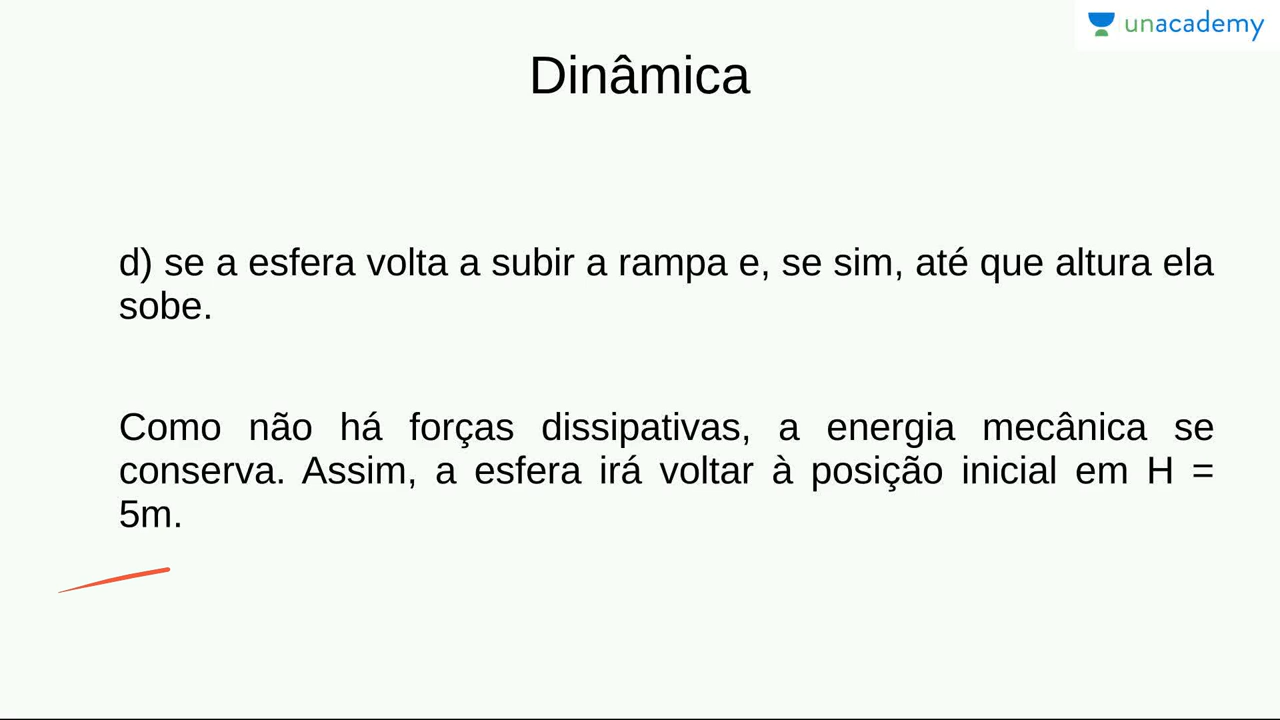 unacademy
Dinâmica
d) se a esfera volta a subir a rampa e, se sim, até que altura ela
sobe.
Como não há forças dissipativas, a energia mecânica se
conserva. Assim, a esfera irá voltar à posição inicial em H =
5m.